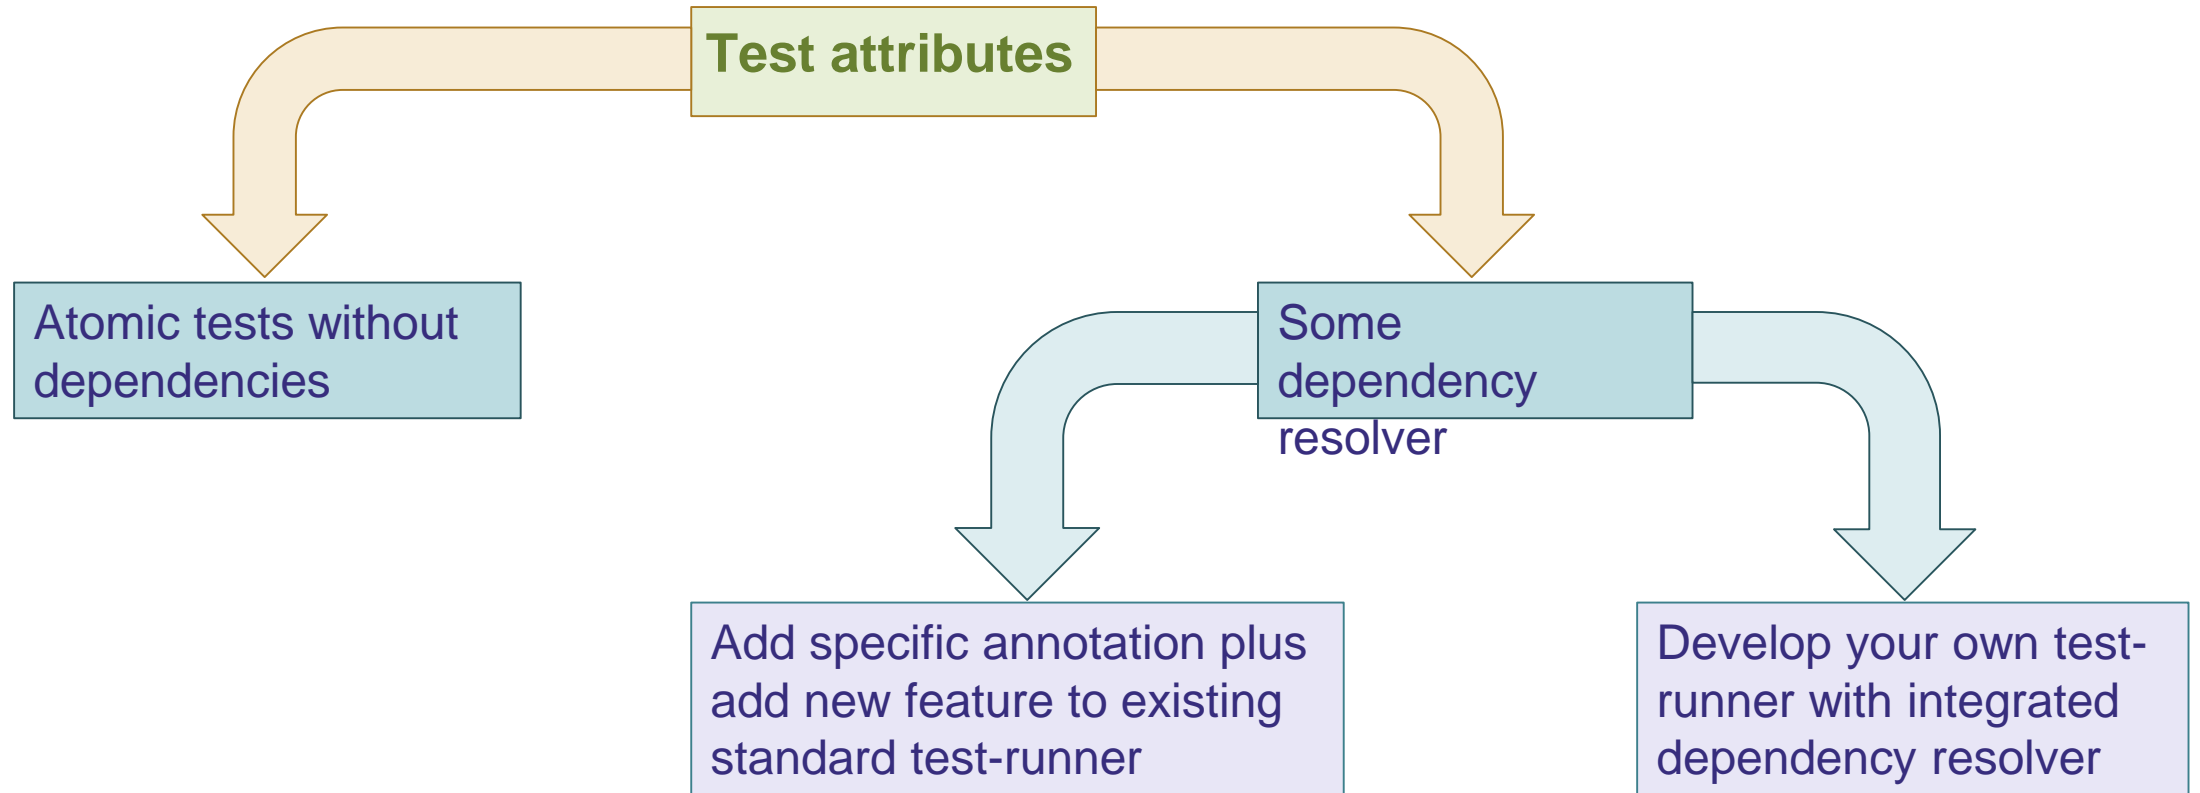 Test attributes
Atomic tests without
dependencies
Some
dependency
resolver
Add specific annotation plus
add new feature to existing
standard test-runner
Develop your own test-
runner with integrated
dependency resolver